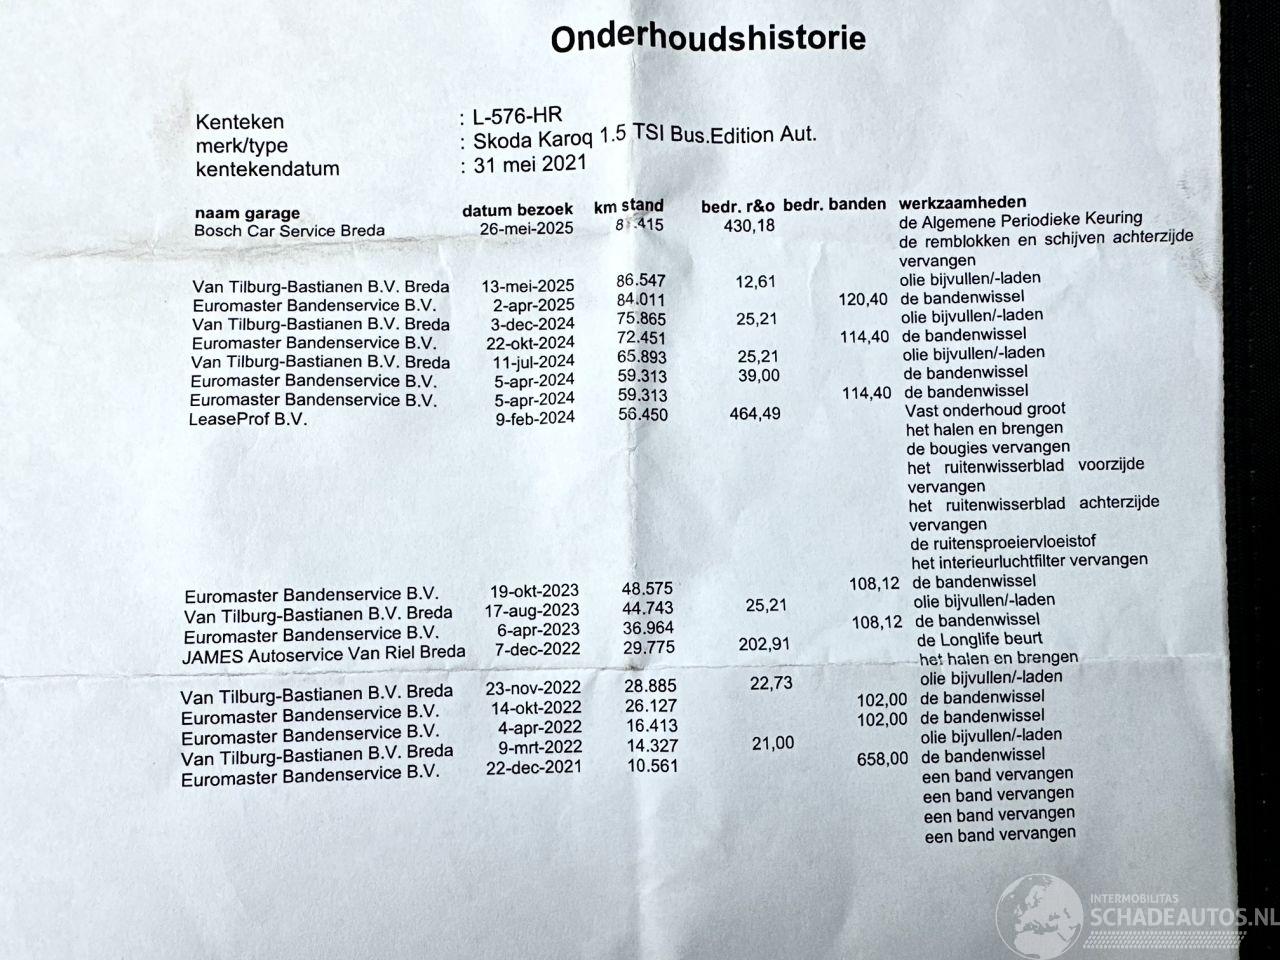 Onderhoudshistorie
Kenteken : L-576-HR
merk/type : Skoda Karoq 1.5 TSI Bus.Edition Aut.
kentekendatum : 31 mei 2021
naam garage datum bezoek km stand bedr. r&o bedr. banden werkzaamheden
Bosch Car Service Breda 26-mei-2025 430,18 de Algemene Periodieke Keuring
de remblokken en schijven achterzijde
vervangen
Van Tilburg-Bastianen B.V. Breda 13-mei-2025 86.547 12,61 olie bijvullen/-laden
Euromaster Bandenservice B.V. 2-apr-2025 84.011 120,40 de bandenwissel
Van Tilburg-Bastianen B.V. Breda 3-dec-2024 75.865 25,21 olie bijvullen/-laden
Euromaster Bandenservice B.V. 22-okt-2024 72.451 114,40 de bandenwissel
Van Tilburg-Bastianen B.V. Breda 11-jul-2024 65.893 25,21 olie bijvullen/-laden
Euromaster Bandenservice B.V. 5-apr-2024 59.313 39,00 de bandenwissel
Euromaster Bandenservice B.V. 5-apr-2024 59.313 114,40 de bandenwissel
LeaseProf B.V. 9-feb-2024 56.450 464,49 Vast onderhoud groot
het halen en brengen
de bougies vervangen
het ruitenwisserblad voorzijde
vervangen
het ruitenwisserblad achterzijde
vervangen
de ruitensproeiervloeistof
het interieurluchtfilter vervangen
Euromaster Bandenservice B.V. 19-okt-2023 48.575 108,12 de bandenwissel
Van Tilburg-Bastianen B.V. Breda 17-aug-2023 44.743 25,21 olie bijvullen/-laden
Euromaster Bandenservice B.V. 6-apr-2023 36.964 108,12 de bandenwissel
JAMES Autoservice Van Riel Breda 7-dec-2022 29.775 202,91 de Longlife beurt
het halen en brengen
Van Tilburg-Bastianen B.V. Breda 23-nov-2022 28.885 22,73 olie bijvullen/-laden
Euromaster Bandenservice B.V. 14-okt-2022 26.127 102,00 de bandenwissel
Euromaster Bandenservice B.V. 4-apr-2022 16.413 102,00 de bandenwissel
Van Tilburg-Bastianen B.V. Breda 9-mrt-2022 14.327 21,00 olie bijvullen/-laden
Euromaster Bandenservice B.V. 22-dec-2021 10.561 658,00 de bandenwissel
een band vervangen
een band vervangen
een band vervangen
een band vervangen
INTERMOBILITAS
SCHADEAUTOS.NL